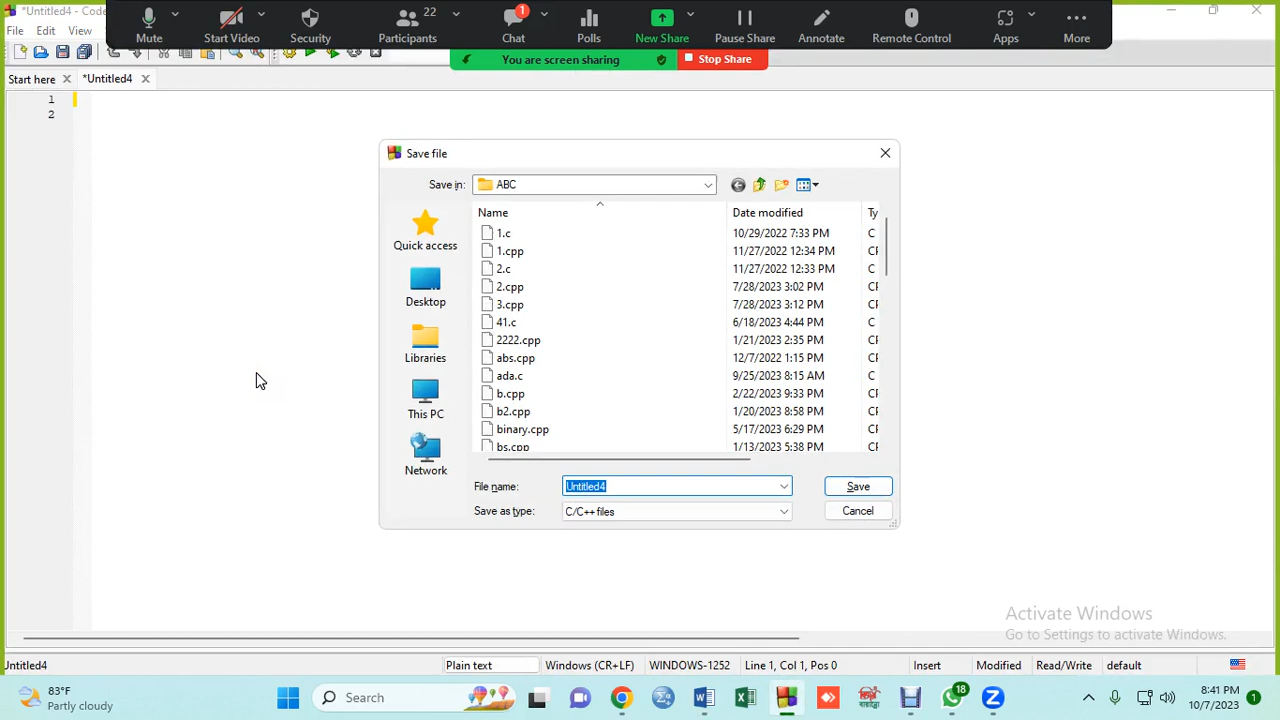 *Untitled4 - Code
Mute
Start Video
Security
22
Participants
1
Chat
Polls
New Share
Pause Share
Annotate
Remote Control
Apps
More
File Edit View
You are screen sharing
Stop Share
Start here
*Untitled4
1
2
Save file
Save in:
ABC
Quick access
Desktop
Libraries
This PC
Network
Name Date modified Ty
1.c 10/29/2022 7:33 PM C
1.cpp 11/27/2022 12:34 PM CF
2.c 11/27/2022 12:33 PM C
2.cpp 7/28/2023 3:02 PM CF
3.cpp 7/28/2023 3:12 PM CF
41.c 6/18/2023 4:44 PM C
2222.cpp 1/21/2023 2:35 PM CF
abs.cpp 12/7/2022 1:15 PM CF
ada.c 9/25/2023 8:15 AM C
b.cpp 2/22/2023 9:33 PM CF
b2.cpp 1/20/2023 8:58 PM CF
binary.cpp 5/17/2023 6:29 PM CF
bs.cpp 1/13/2023 5:38 PM CF
File name: Untitled4 Save
Save as type: C/C++ files Cancel
Activate Windows
Go to Settings to activate Windows.
Untitled4 Plain text Windows (CR+LF) WINDOWS-1252 Line 1, Col 1, Pos 0 Insert Modified Read/Write default
83°F
Partly cloudy
Search
18
8:41 PM
10/7/2023
1